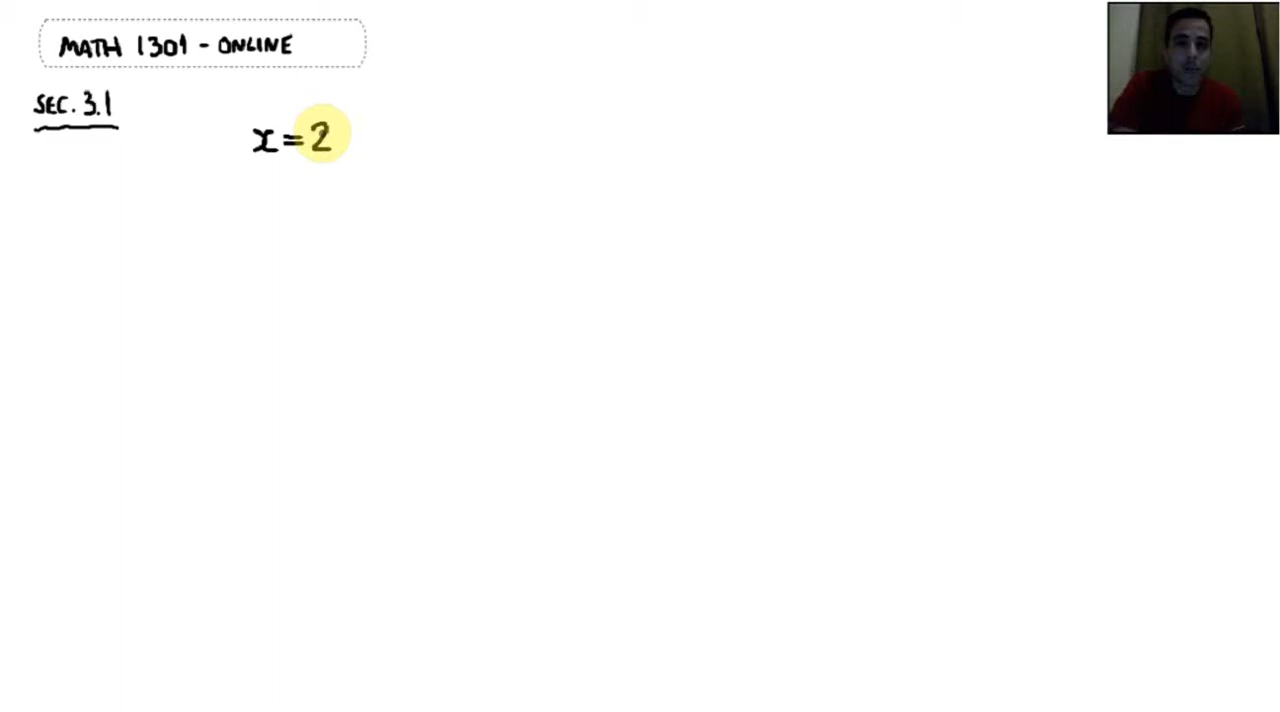 MATH 1301 - ONLINE
SEC. 3.1
x = 2